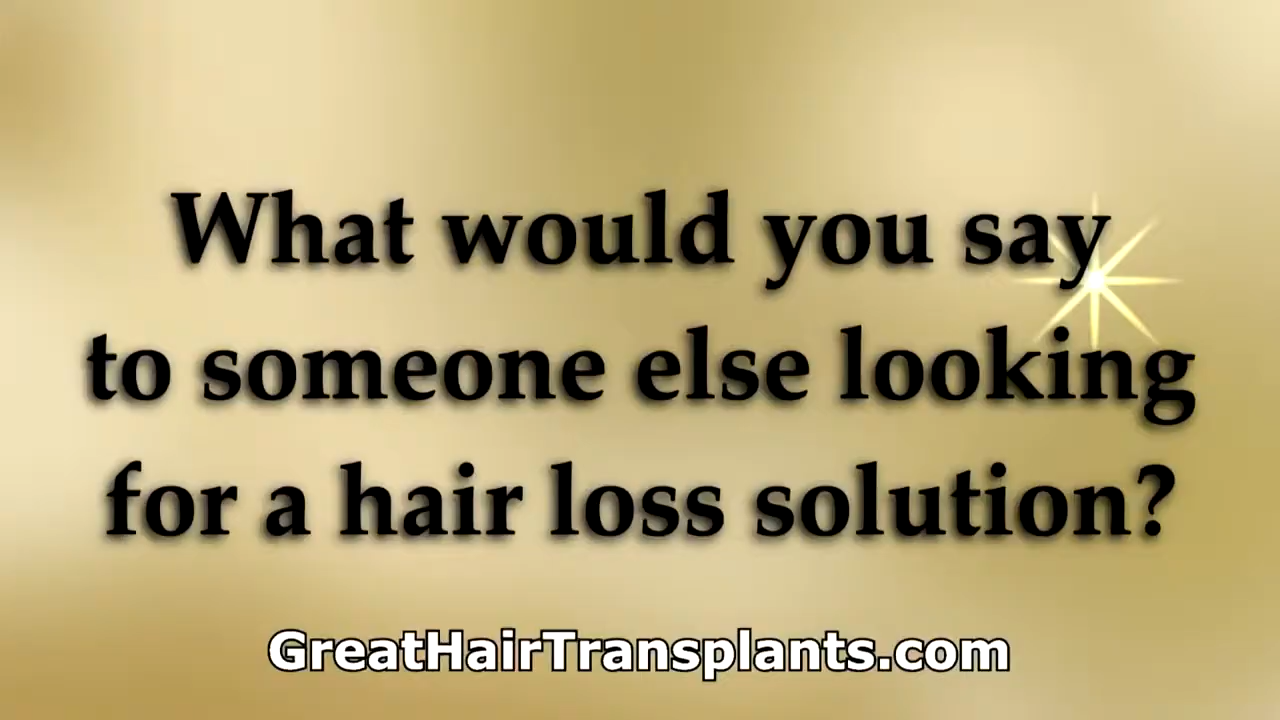 What would you say
to someone else looking
for a hair loss solution?
GreatHairTransplants.com